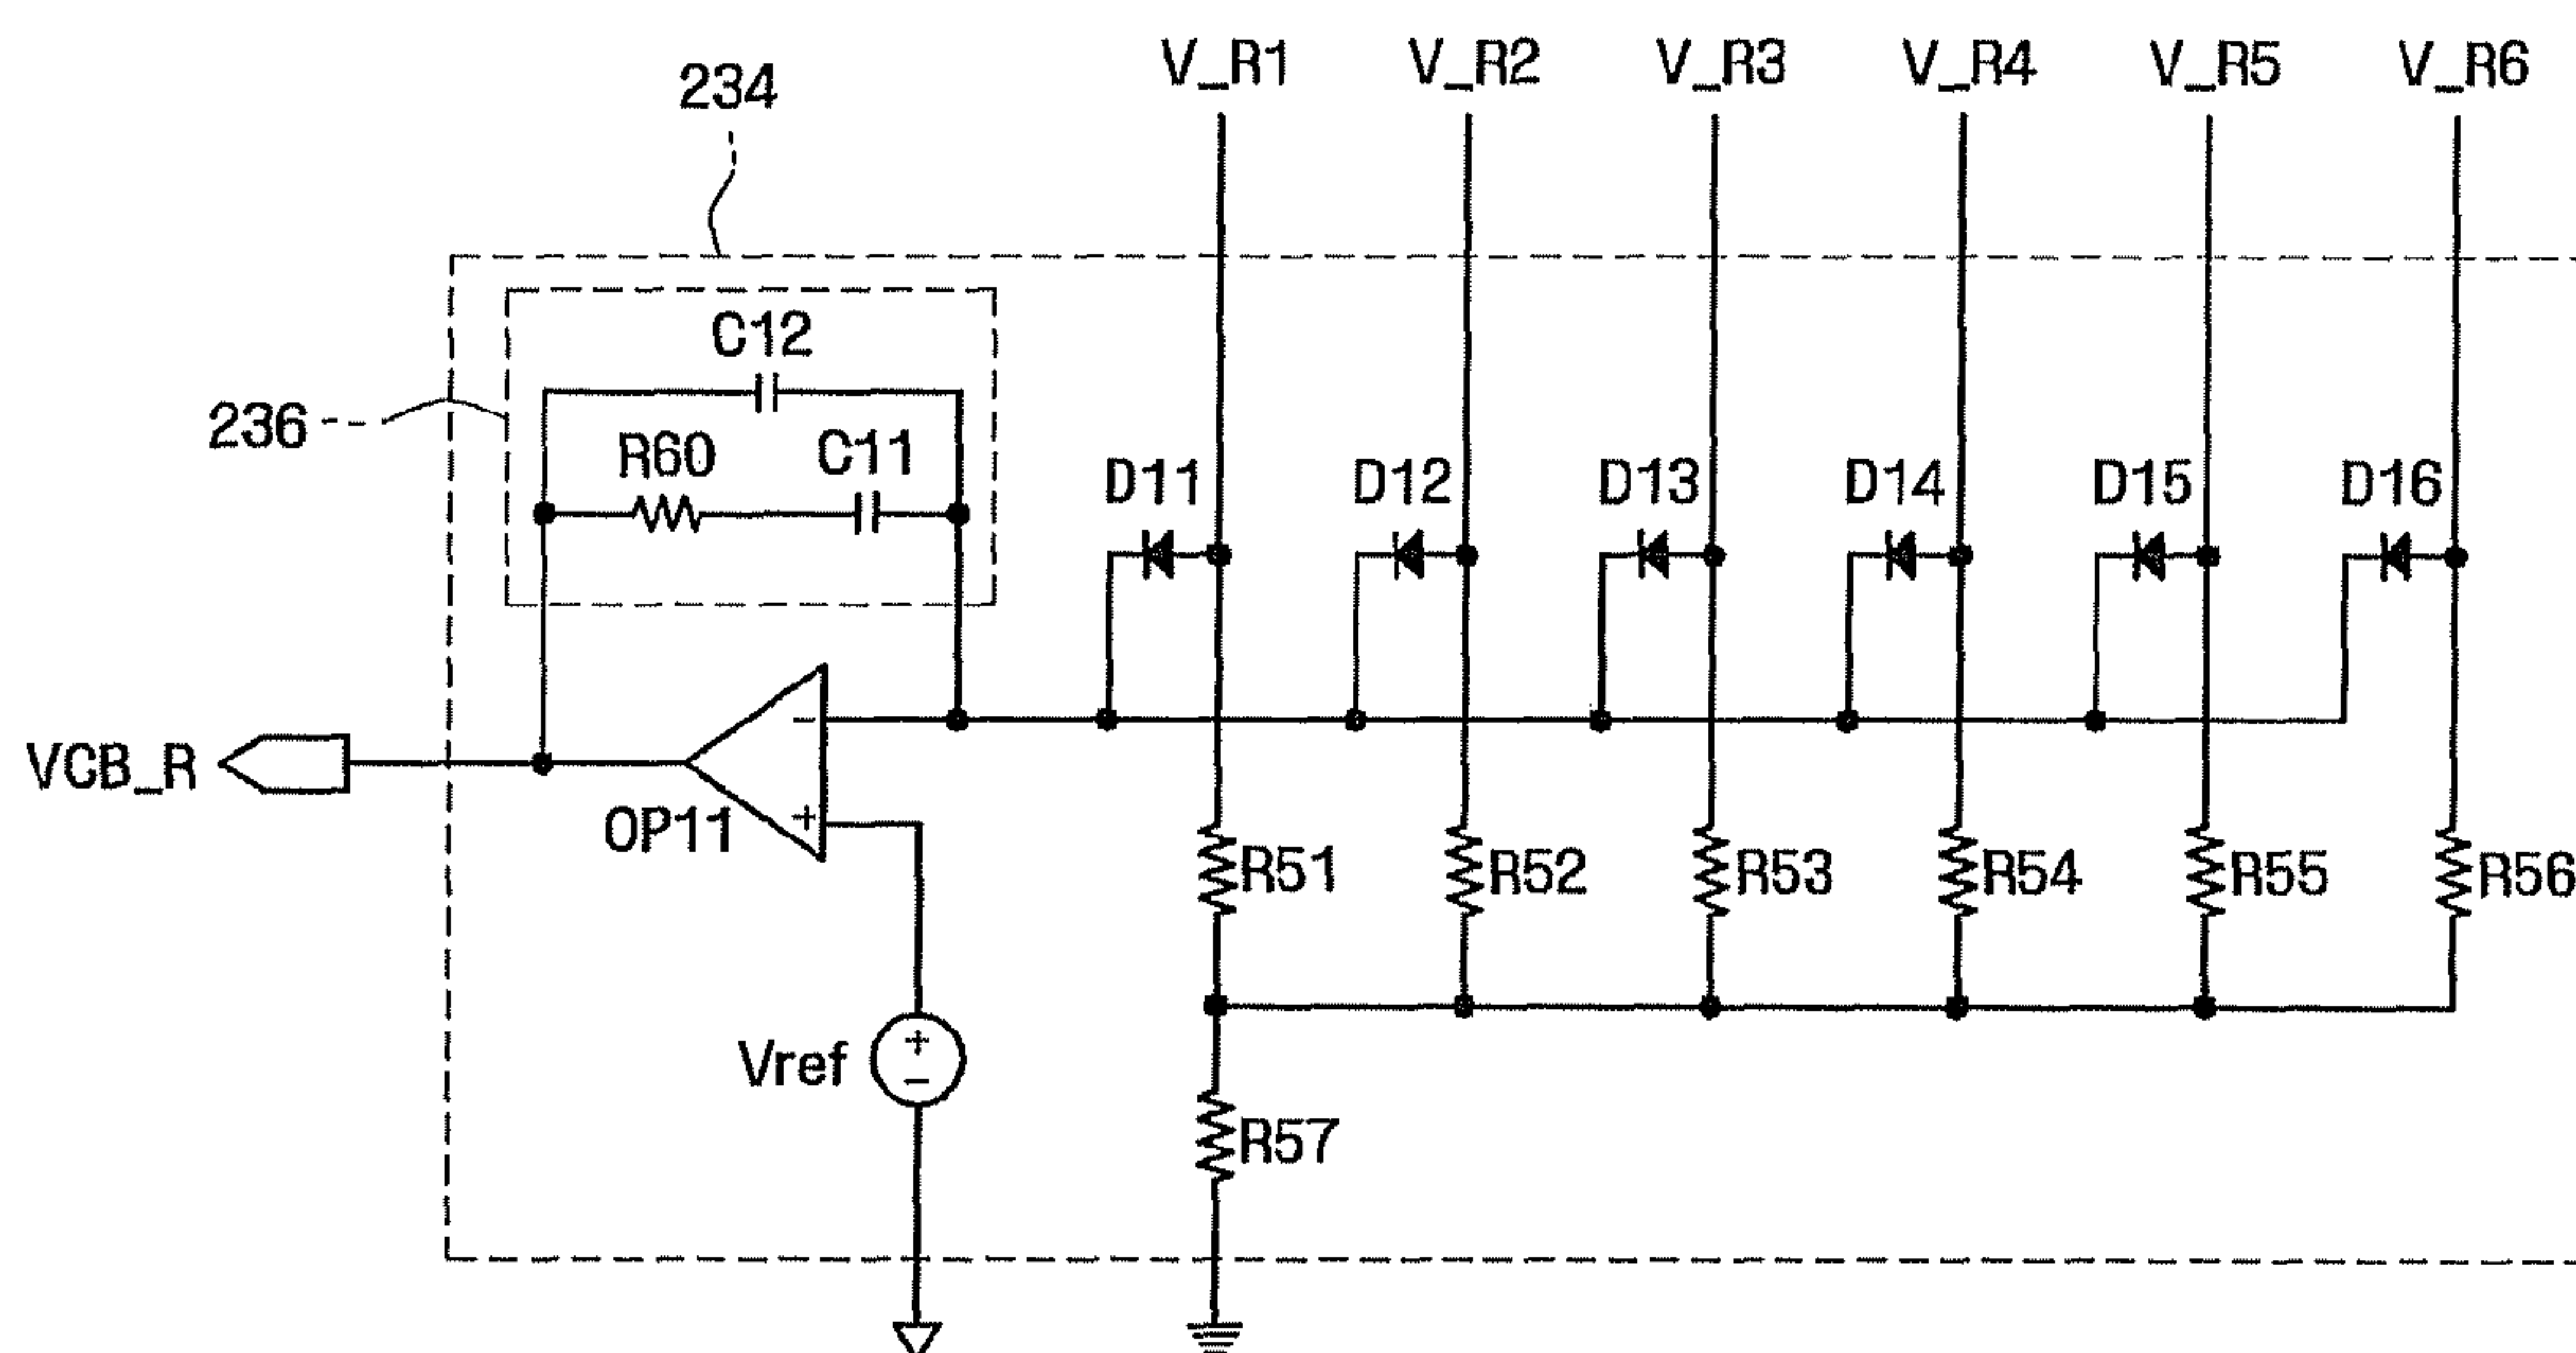 V_R1 V_R2 V_R3 V_R4 V_R5 V_R6
234
C12
236
R60 C11
D11 D12 D13 D14 D15 D16
−
VCB_R
+
OP11
R51 R52 R53 R54 R55 R56
Vref
+
−
R57